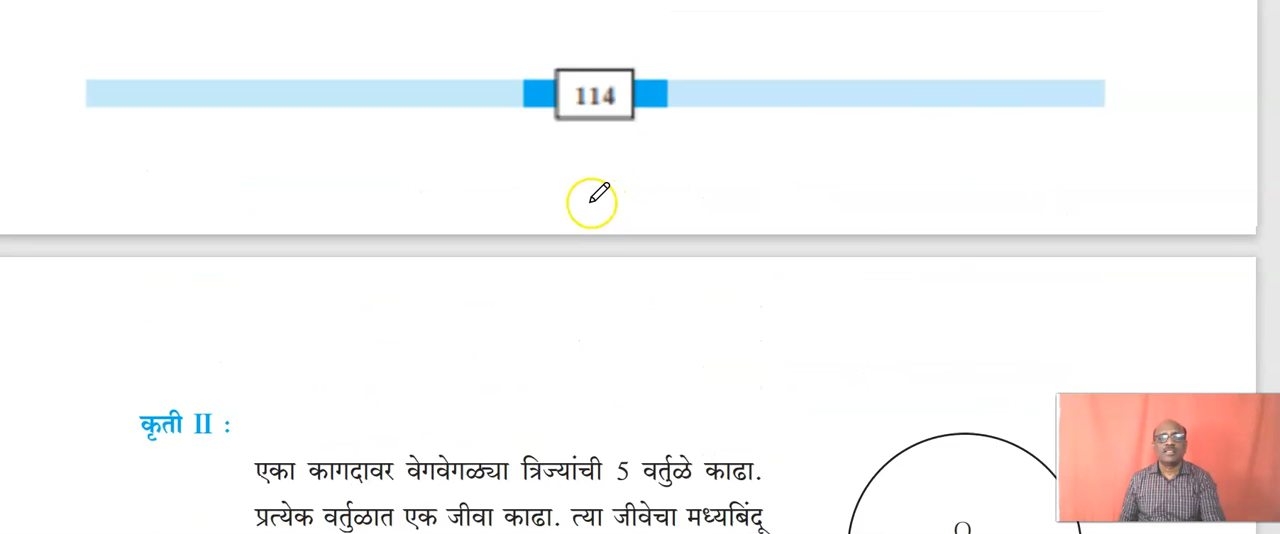 114
कृती II :
एका कागदावर वेगवेगळ्या त्रिज्यांची 5 वर्तुळे काढा.
प्रत्येक वर्तुळात एक जीवा काढा. त्या जीवेचा मध्यबिंदू
O